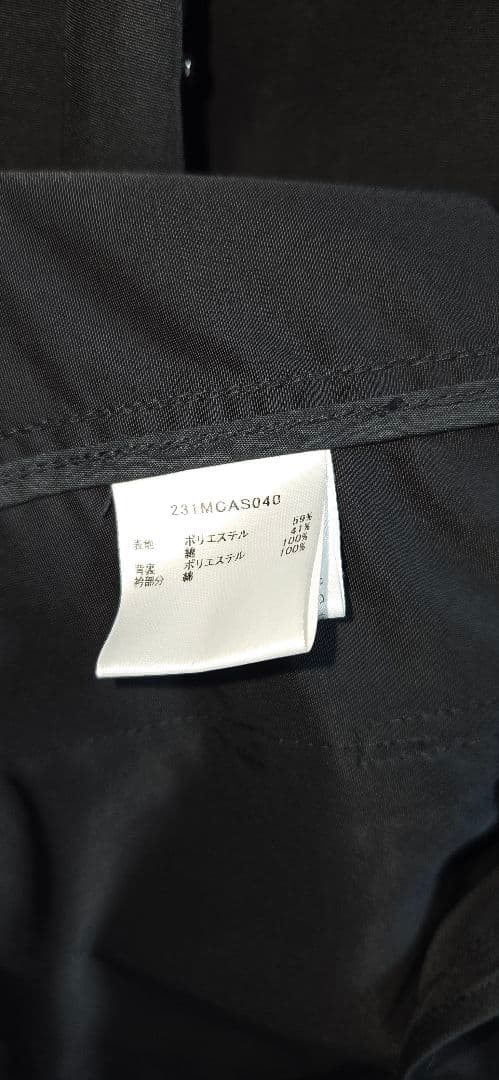 231MCAS040
表地 ポリエステル 59%
綿 41%
背裏 ポリエステル 100%
衿部分 綿 100%